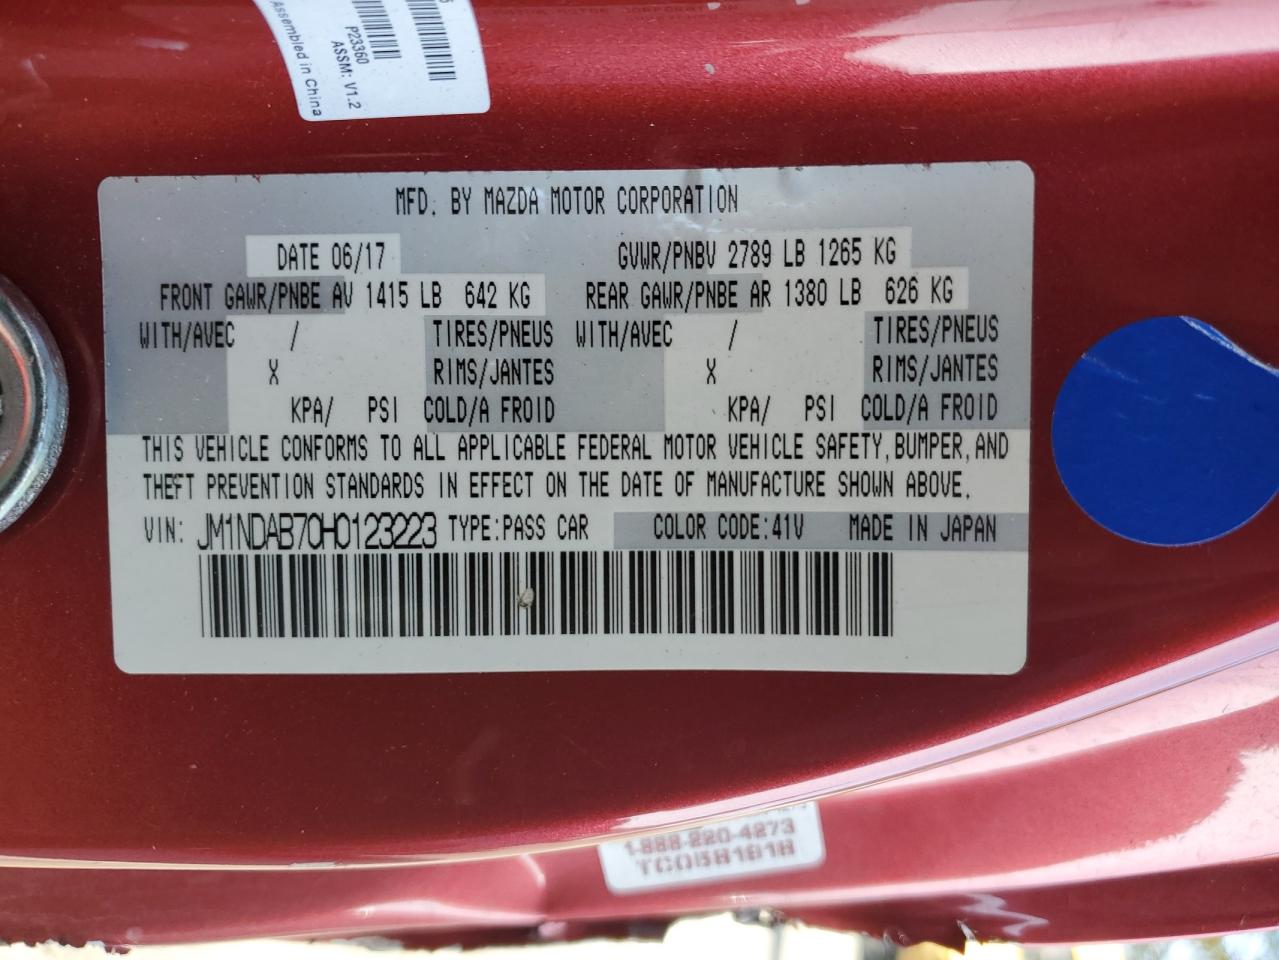 P23360
ASSM: V1.2
Assembled in China
MFD. BY MAZDA MOTOR CORPORATION
DATE 06/17 GVWR/PNBV 2789 LB 1265 KG
FRONT GAWR/PNBE AV 1415 LB 642 KG REAR GAWR/PNBE AR 1380 LB 626 KG
WITH/AVEC / TIRES/PNEUS WITH/AVEC / TIRES/PNEUS
X RIMS/JANTES X RIMS/JANTES
KPA/ PSI COLD/A FROID KPA/ PSI COLD/A FROID
THIS VEHICLE CONFORMS TO ALL APPLICABLE FEDERAL MOTOR VEHICLE SAFETY, BUMPER, AND
THEFT PREVENTION STANDARDS IN EFFECT ON THE DATE OF MANUFACTURE SHOWN ABOVE.
VIN: JM1NDAB70H0123223 TYPE:PASS CAR COLOR CODE:41V MADE IN JAPAN
1-888-220-4273